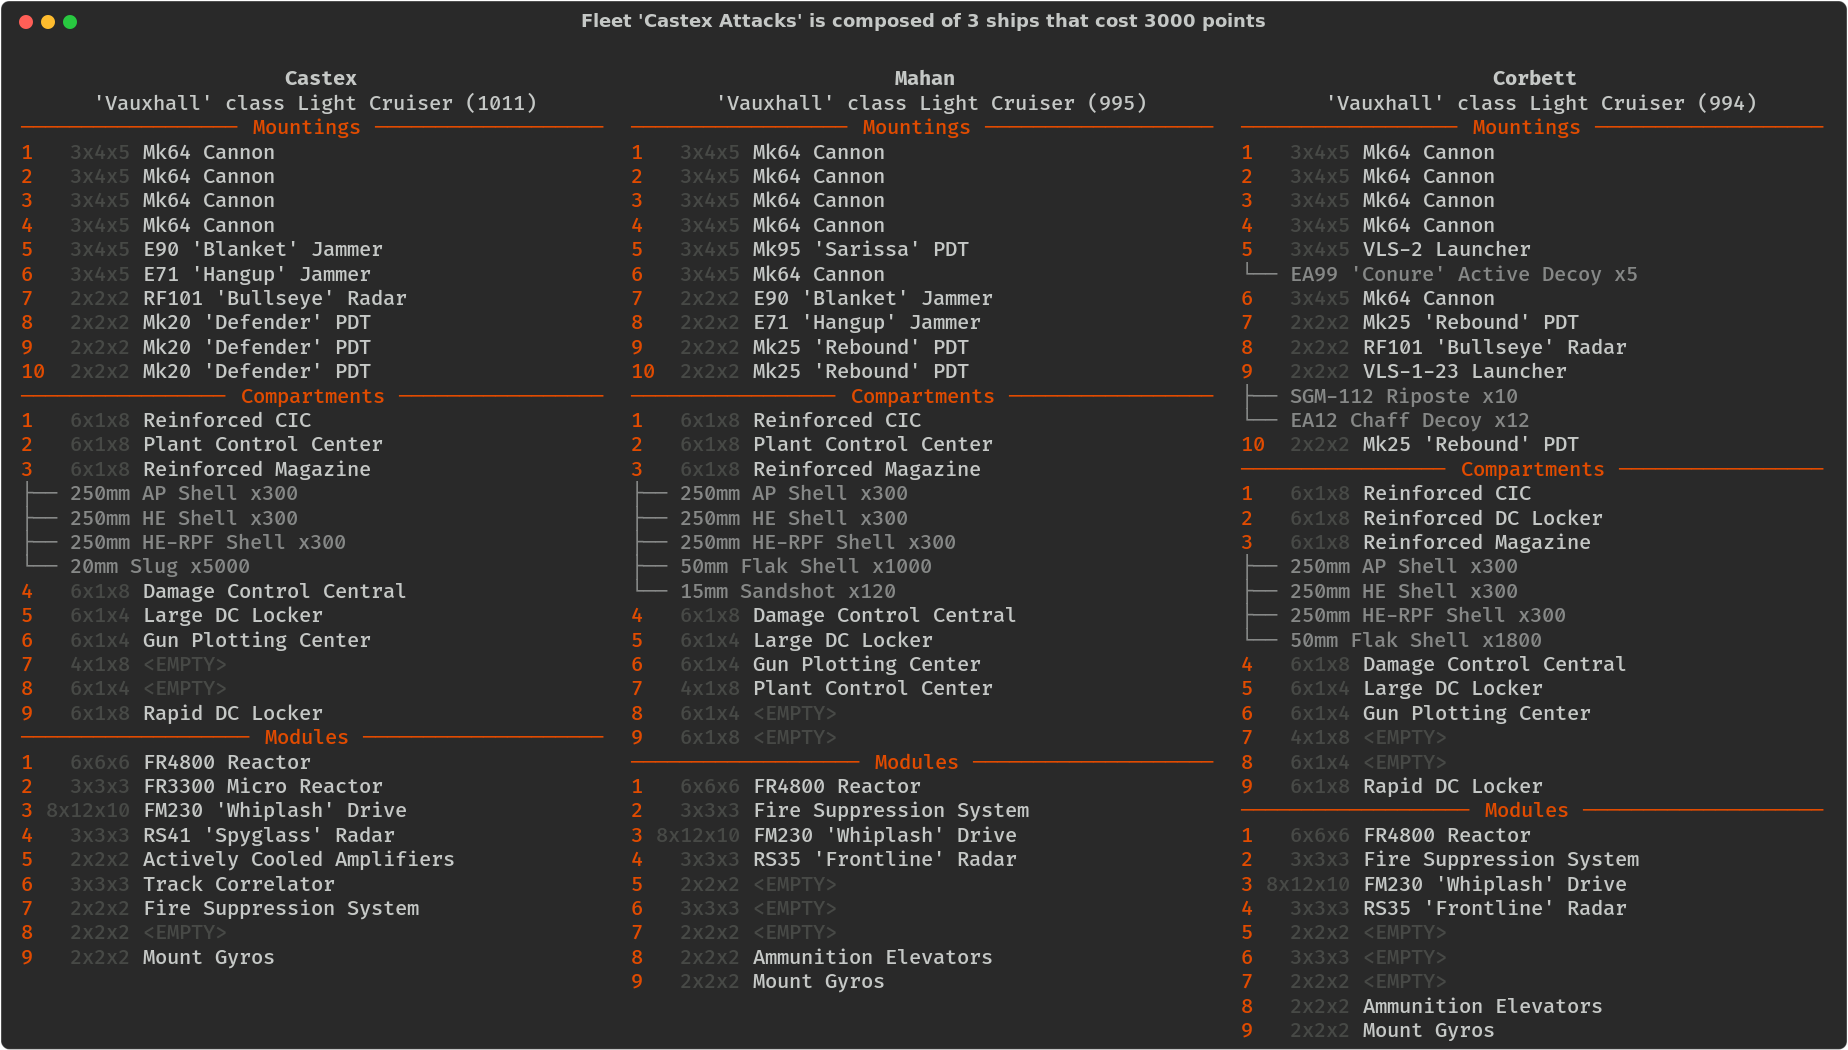 Fleet 'Castex Attacks' is composed of 3 ships that cost 3000 points
Castex
'Vauxhall' class Light Cruiser (1011)
Mountings
1 3x4x5 Mk64 Cannon
2 3x4x5 Mk64 Cannon
3 3x4x5 Mk64 Cannon
4 3x4x5 Mk64 Cannon
5 3x4x5 E90 'Blanket' Jammer
6 3x4x5 E71 'Hangup' Jammer
7 2x2x2 RF101 'Bullseye' Radar
8 2x2x2 Mk20 'Defender' PDT
9 2x2x2 Mk20 'Defender' PDT
10 2x2x2 Mk20 'Defender' PDT
Compartments
1 6x1x8 Reinforced CIC
2 6x1x8 Plant Control Center
3 6x1x8 Reinforced Magazine
250mm AP Shell x300
250mm HE Shell x300
250mm HE-RPF Shell x300
20mm Slug x5000
4 6x1x8 Damage Control Central
5 6x1x4 Large DC Locker
6 6x1x4 Gun Plotting Center
7 4x1x8 <EMPTY>
8 6x1x4 <EMPTY>
9 6x1x8 Rapid DC Locker
Modules
1 6x6x6 FR4800 Reactor
2 3x3x3 FR3300 Micro Reactor
3 8x12x10 FM230 'Whiplash' Drive
4 3x3x3 RS41 'Spyglass' Radar
5 2x2x2 Actively Cooled Amplifiers
6 3x3x3 Track Correlator
7 2x2x2 Fire Suppression System
8 2x2x2 <EMPTY>
9 2x2x2 Mount Gyros
Mahan
'Vauxhall' class Light Cruiser (995)
Mountings
1 3x4x5 Mk64 Cannon
2 3x4x5 Mk64 Cannon
3 3x4x5 Mk64 Cannon
4 3x4x5 Mk64 Cannon
5 3x4x5 Mk95 'Sarissa' PDT
6 3x4x5 Mk64 Cannon
7 2x2x2 E90 'Blanket' Jammer
8 2x2x2 E71 'Hangup' Jammer
9 2x2x2 Mk25 'Rebound' PDT
10 2x2x2 Mk25 'Rebound' PDT
Compartments
1 6x1x8 Reinforced CIC
2 6x1x8 Plant Control Center
3 6x1x8 Reinforced Magazine
250mm AP Shell x300
250mm HE Shell x300
250mm HE-RPF Shell x300
50mm Flak Shell x1000
15mm Sandshot x120
4 6x1x8 Damage Control Central
5 6x1x4 Large DC Locker
6 6x1x4 Gun Plotting Center
7 4x1x8 Plant Control Center
8 6x1x4 <EMPTY>
9 6x1x8 <EMPTY>
Modules
1 6x6x6 FR4800 Reactor
2 3x3x3 Fire Suppression System
3 8x12x10 FM230 'Whiplash' Drive
4 3x3x3 RS35 'Frontline' Radar
5 2x2x2 <EMPTY>
6 3x3x3 <EMPTY>
7 2x2x2 <EMPTY>
8 2x2x2 Ammunition Elevators
9 2x2x2 Mount Gyros
Corbett
'Vauxhall' class Light Cruiser (994)
Mountings
1 3x4x5 Mk64 Cannon
2 3x4x5 Mk64 Cannon
3 3x4x5 Mk64 Cannon
4 3x4x5 Mk64 Cannon
5 3x4x5 VLS-2 Launcher
EA99 'Conure' Active Decoy x5
6 3x4x5 Mk64 Cannon
7 2x2x2 Mk25 'Rebound' PDT
8 2x2x2 RF101 'Bullseye' Radar
9 2x2x2 VLS-1-23 Launcher
SGM-112 Riposte x10
EA12 Chaff Decoy x12
10 2x2x2 Mk25 'Rebound' PDT
Compartments
1 6x1x8 Reinforced CIC
2 6x1x8 Reinforced DC Locker
3 6x1x8 Reinforced Magazine
250mm AP Shell x300
250mm HE Shell x300
250mm HE-RPF Shell x300
50mm Flak Shell x1800
4 6x1x8 Damage Control Central
5 6x1x4 Large DC Locker
6 6x1x4 Gun Plotting Center
7 4x1x8 <EMPTY>
8 6x1x4 <EMPTY>
9 6x1x8 Rapid DC Locker
Modules
1 6x6x6 FR4800 Reactor
2 3x3x3 Fire Suppression System
3 8x12x10 FM230 'Whiplash' Drive
4 3x3x3 RS35 'Frontline' Radar
5 2x2x2 <EMPTY>
6 3x3x3 <EMPTY>
7 2x2x2 <EMPTY>
8 2x2x2 Ammunition Elevators
9 2x2x2 Mount Gyros